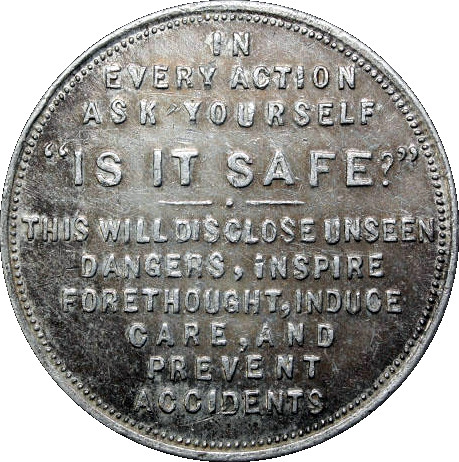 IN
EVERY ACTION
ASK YOURSELF
"IS IT SAFE?"
THIS WILL DISCLOSE UNSEEN
DANGERS, INSPIRE
FORETHOUGHT, INDUCE
CARE, AND
PREVENT
ACCIDENTS